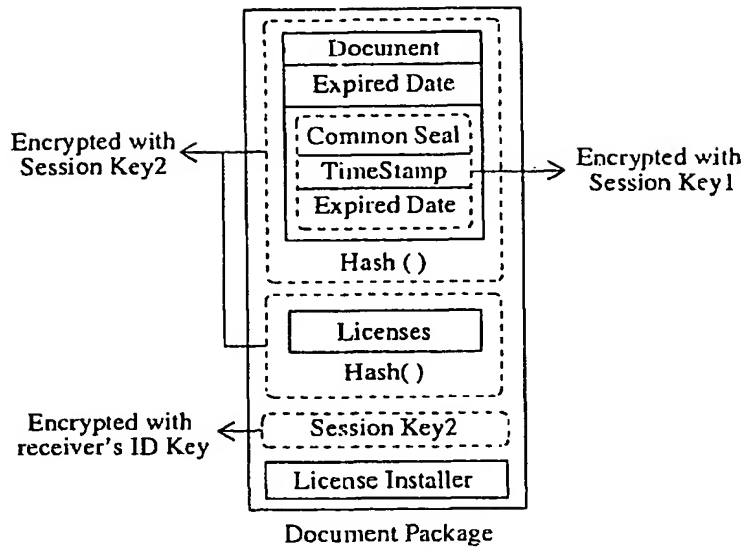 Document
Expired Date
Encrypted with
Session Key2
Common Seal
TimeStamp
Expired Date
Encrypted with
Session Key1
Hash ( )
Licenses
Hash( )
Encrypted with
receiver's ID Key
Session Key2
License Installer
Document Package